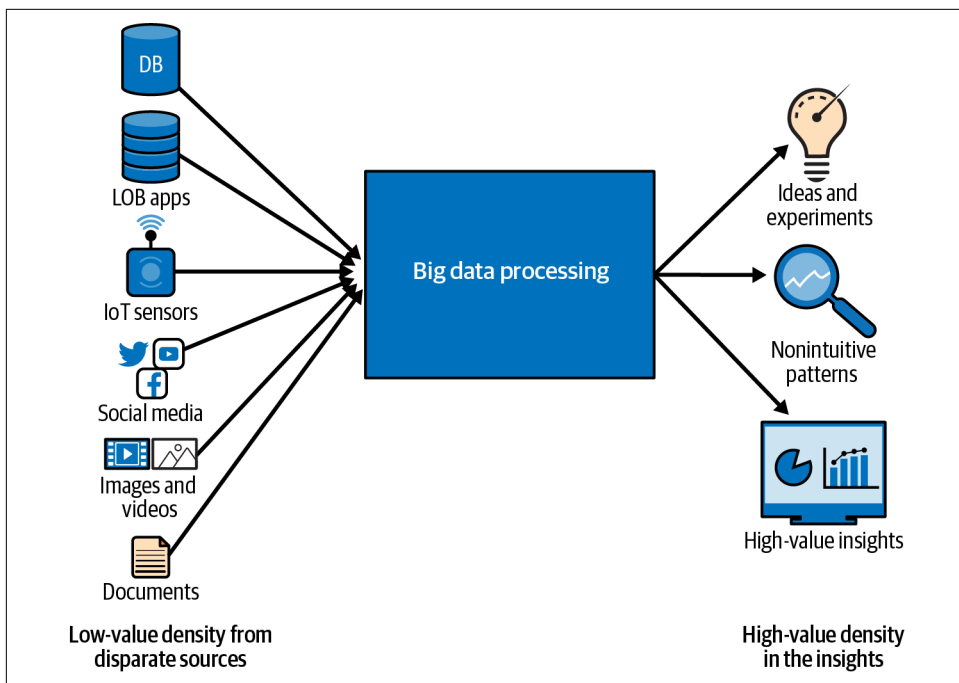 DB
LOB apps
IoT sensors
Social media
Images and
videos
Documents
Low-value density from
disparate sources
Big data processing
Ideas and
experiments
Nonintuitive
patterns
High-value insights
High-value density
in the insights